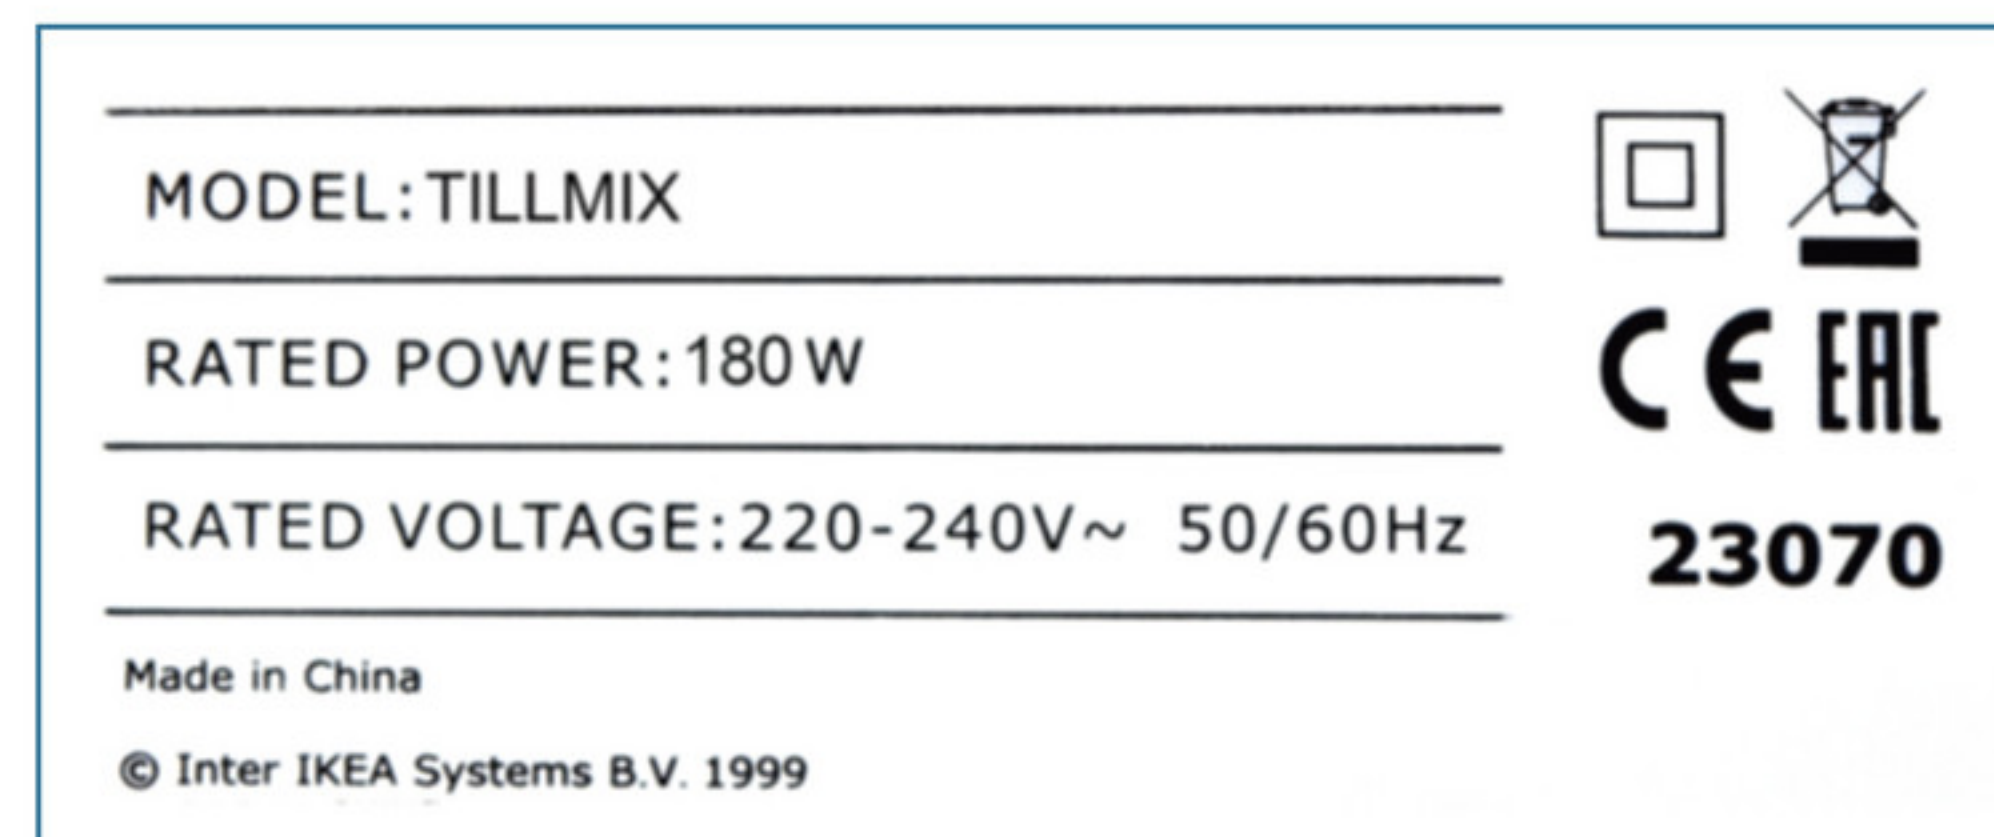 MODEL: TILLMIX
RATED POWER: 180 W
RATED VOLTAGE: 220-240V~ 50/60Hz
Made in China
© Inter IKEA Systems B.V. 1999
CE EAC
23070